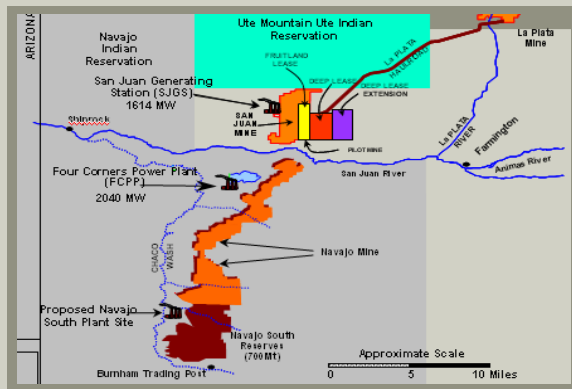 ARIZONA
Navajo
Indian
Reservation
Ute Mountain Ute Indian
Reservation
La Plata
Mine
La PLATA
HAULROAD
FRUITLAND
LEASE
DEEP LEASE
DEEP LEASE
EXTENSION
San Juan Generating
Station (SJGS)
1614 MW
SAN
JUAN
MINE
PILOT MINE
Shiprock
La PLATA
RIVER
Farmington
Animas River
San Juan River
Four Corners Power Plant
(FCPP)
2040 MW
CHACO
WASH
Navajo Mine
Proposed Navajo
South Plant Site
Navajo South
Reserves
(700Mt)
Burnham Trading Post
Approximate Scale
0
5
10 Miles